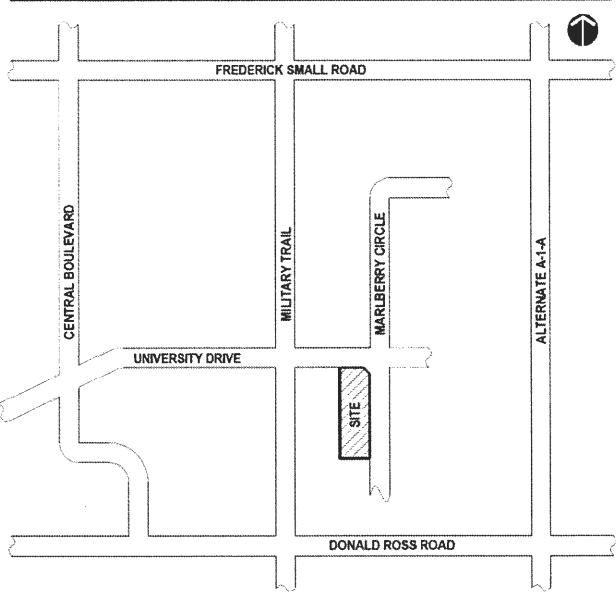 FREDERICK SMALL ROAD
CENTRAL BOULEVARD
MILITARY TRAIL
MARLBERRY CIRCLE
ALTERNATE A-1-A
UNIVERSITY DRIVE
SITE
DONALD ROSS ROAD